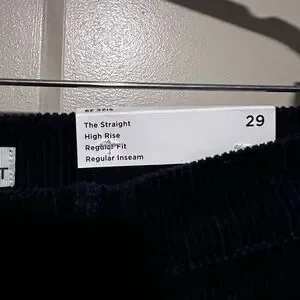 The Straight
29
High Rise
Regular Fit
Regular Inseam
T